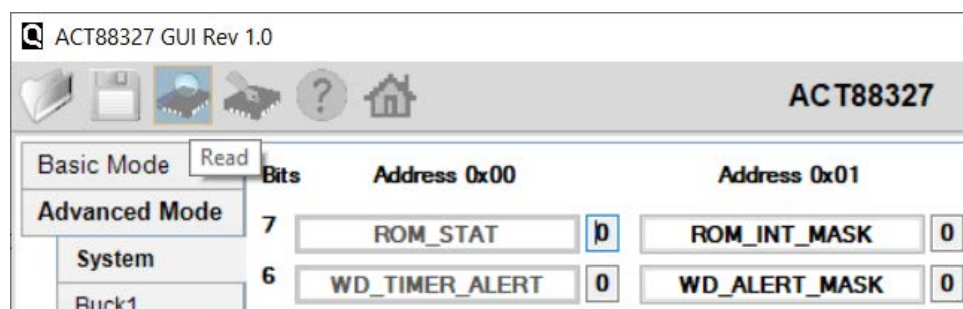 ACT88327 GUI Rev 1.0
?
ACT88327
Basic Mode
Read
Bits
Address 0x00
Address 0x01
Advanced Mode
7
ROM_STAT
0
ROM_INT_MASK
0
System
6
WD_TIMER_ALERT
0
WD_ALERT_MASK
0
Buck1